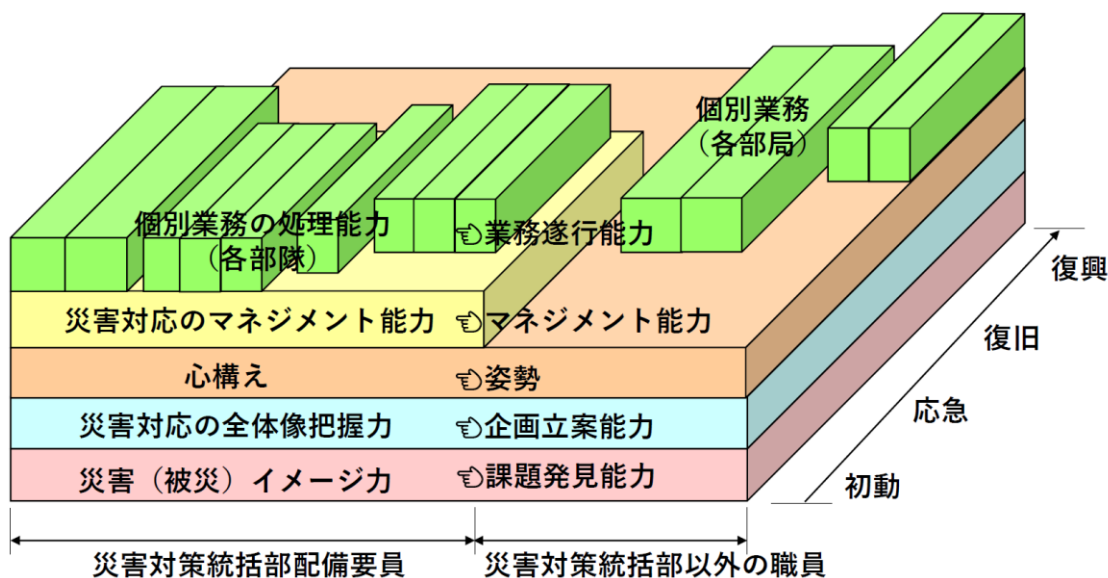 個別業務
（各部局）
個別業務の処理能力
（各部隊）
☜業務遂行能力
災害対応のマネジメント能力
☜マネジメント能力
心構え
☜姿勢
災害対応の全体像把握力
☜企画立案能力
災害（被災）イメージ力
☜課題発見能力
復興
復旧
応急
初動
災害対策統括部配備要員
災害対策統括部以外の職員